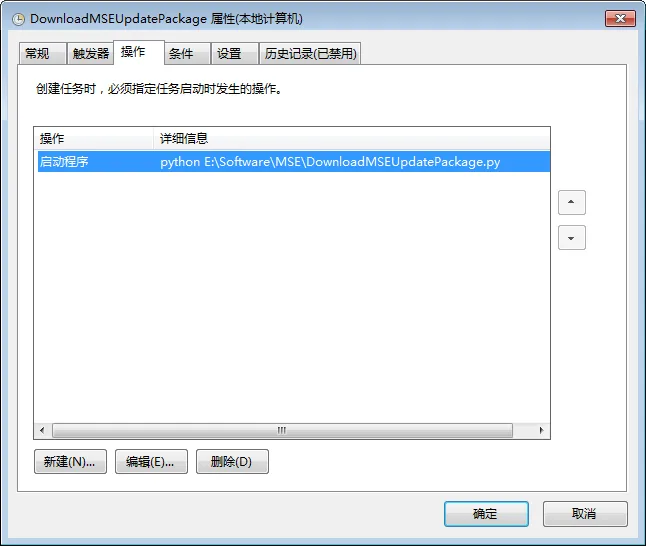 DownloadMSEUpdatePackage 属性(本地计算机)
常规 触发器 操作 条件 设置 历史记录(已禁用)
创建任务时，必须指定任务启动时发生的操作。
操作 详细信息
启动程序 python E:\Software\MSE\DownloadMSEUpdatePackage.py
新建(N)... 编辑(E)... 删除(D)
确定 取消